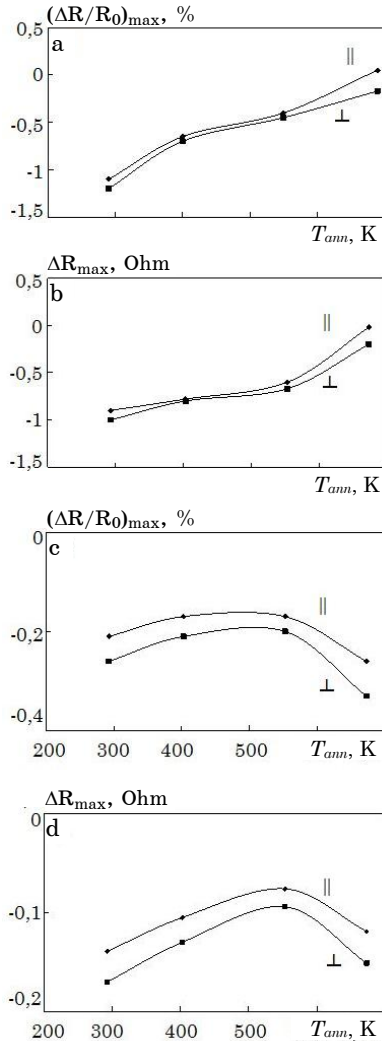 (ΔR/R₀)max, %
0,5
a
0
-0,5
-1
-1,5
||
⊥
Tann, K
ΔRmax, Ohm
0,5
b
0
-0,5
-1
-1,5
||
⊥
Tann, K
(ΔR/R₀)max, %
0
c
-0,2
-0,4
||
⊥
200 300 400 500 Tann, K
ΔRmax, Ohm
0
d
-0,1
-0,2
||
⊥
200 300 400 500 Tann, K